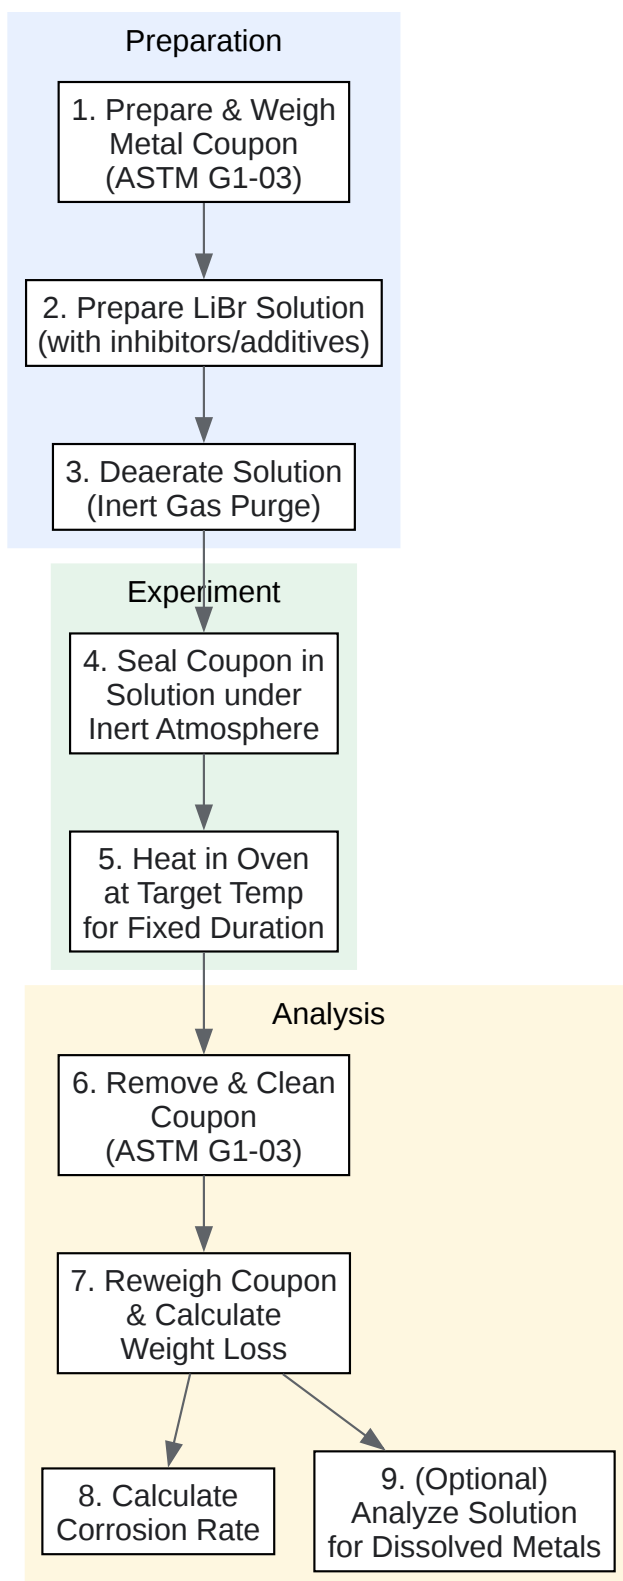 Preparation
1. Prepare & Weigh
Metal Coupon
(ASTM G1-03)
2. Prepare LiBr Solution
(with inhibitors/additives)
3. Deaerate Solution
(Inert Gas Purge)
Experiment
4. Seal Coupon in
Solution under
Inert Atmosphere
5. Heat in Oven
at Target Temp
for Fixed Duration
Analysis
6. Remove & Clean
Coupon
(ASTM G1-03)
7. Reweigh Coupon
& Calculate
Weight Loss
8. Calculate
Corrosion Rate
9. (Optional)
Analyze Solution
for Dissolved Metals